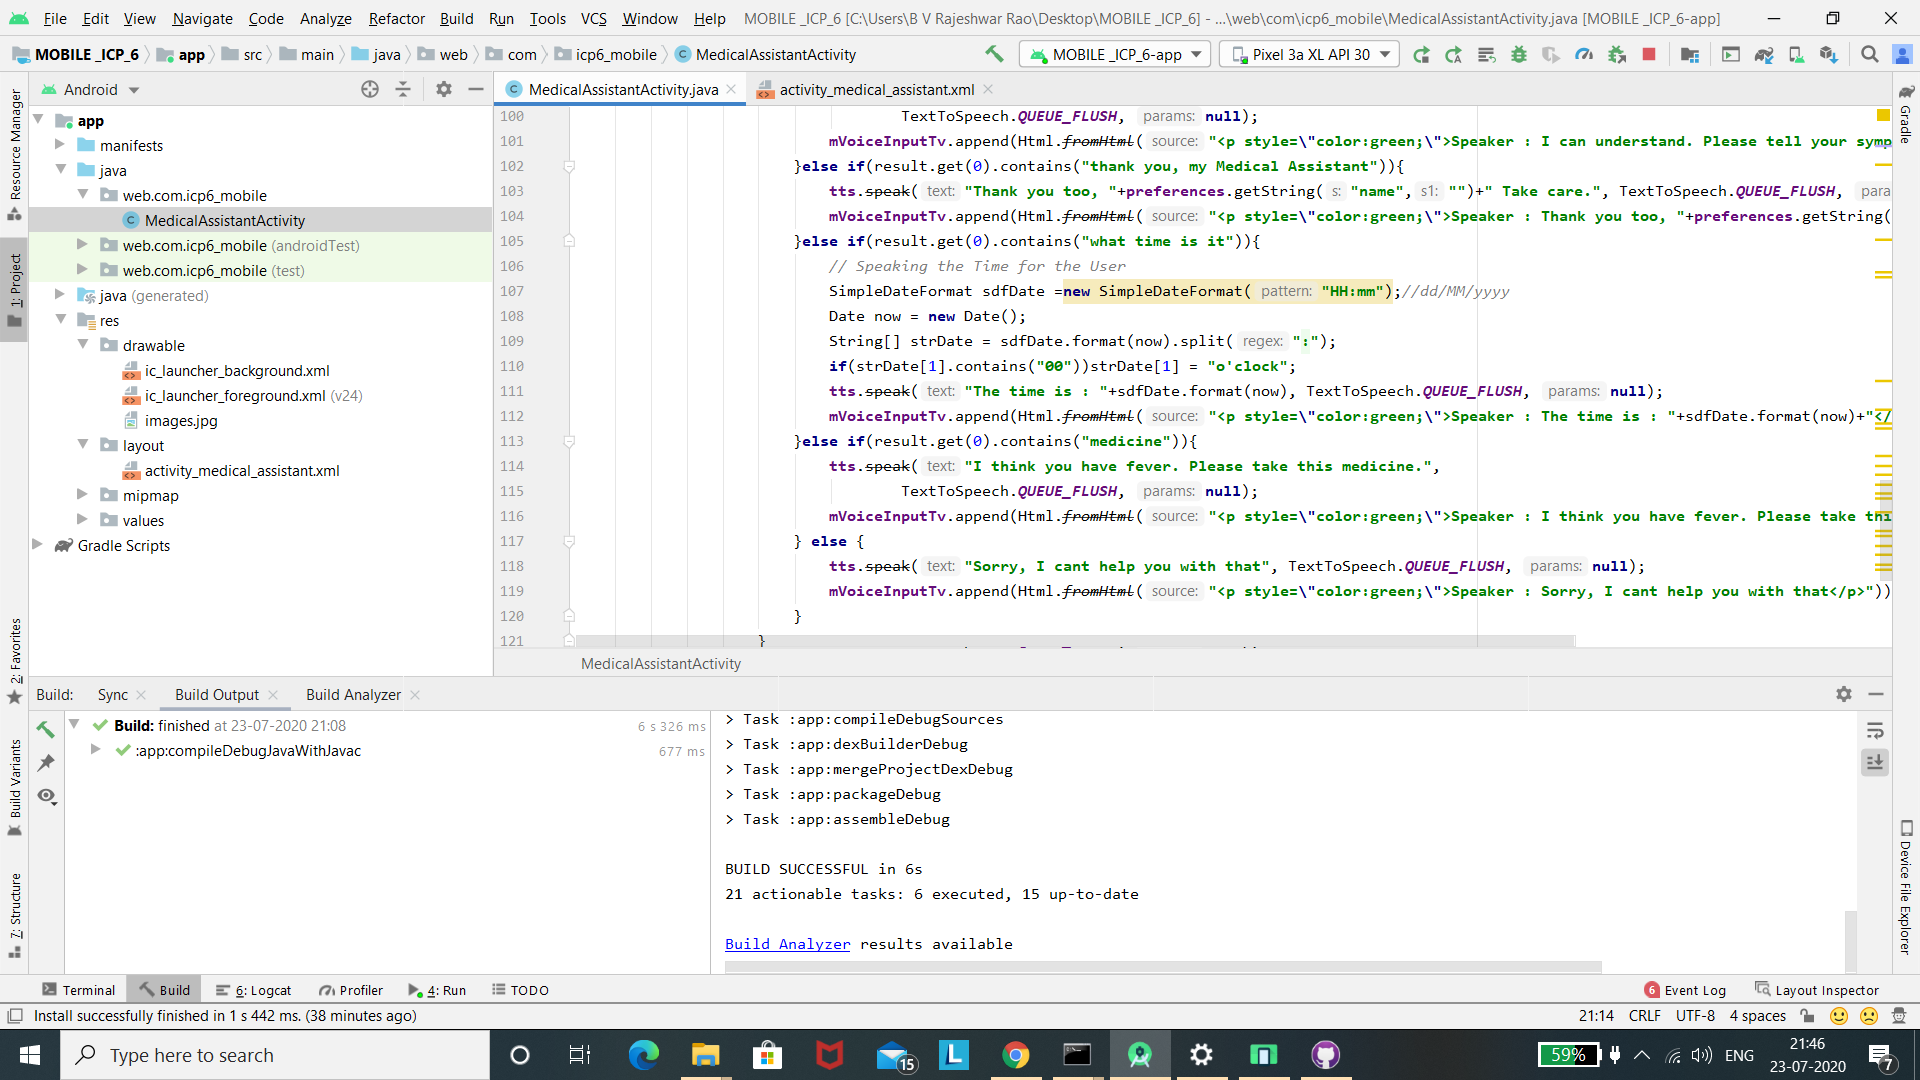 File Edit View Navigate Code Analyze Refactor Build Run Tools VCS Window Help MOBILE _ICP_6 [C:\Users\B V Rajeshwar Rao\Desktop\MOBILE _ICP_6] - ...\web\com\icp6_mobile\MedicalAssistantActivity.java [MOBILE _ICP_6-app]
MOBILE _ICP_6 app src main java web com icp6_mobile MedicalAssistantActivity MOBILE _ICP_6-app Pixel 3a XL API 30
Resource Manager
1: Project
2: Favorites
Build Variants
7: Structure
Android
app
manifests
java
web.com.icp6_mobile
MedicalAssistantActivity
web.com.icp6_mobile (androidTest)
web.com.icp6_mobile (test)
java (generated)
res
drawable
ic_launcher_background.xml
ic_launcher_foreground.xml (v24)
images.jpg
layout
activity_medical_assistant.xml
mipmap
values
Gradle Scripts
MedicalAssistantActivity.java activity_medical_assistant.xml
100 TextToSpeech.QUEUE_FLUSH, params: null);
101 mVoiceInputTv.append(Html.fromHtml( source: "<p style=\"color:green;\">Speaker : I can understand. Please tell your symp
102 }else if(result.get(0).contains("thank you, my Medical Assistant")){
103 tts.speak( text: "Thank you too, "+preferences.getString( s: "name", s1: "")+" Take care.", TextToSpeech.QUEUE_FLUSH, para
104 mVoiceInputTv.append(Html.fromHtml( source: "<p style=\"color:green;\">Speaker : Thank you too, "+preferences.getString(
105 }else if(result.get(0).contains("what time is it")){
106 // Speaking the Time for the User
107 SimpleDateFormat sdfDate =new SimpleDateFormat( pattern: "HH:mm");//dd/MM/yyyy
108 Date now = new Date();
109 String[] strDate = sdfDate.format(now).split( regex: ":");
110 if(strDate[1].contains("00"))strDate[1] = "o'clock";
111 tts.speak( text: "The time is : "+sdfDate.format(now), TextToSpeech.QUEUE_FLUSH, params: null);
112 mVoiceInputTv.append(Html.fromHtml( source: "<p style=\"color:green;\">Speaker : The time is : "+sdfDate.format(now)+"</
113 }else if(result.get(0).contains("medicine")){
114 tts.speak( text: "I think you have fever. Please take this medicine.",
115 TextToSpeech.QUEUE_FLUSH, params: null);
116 mVoiceInputTv.append(Html.fromHtml( source: "<p style=\"color:green;\">Speaker : I think you have fever. Please take thi
117 } else {
118 tts.speak( text: "Sorry, I cant help you with that", TextToSpeech.QUEUE_FLUSH, params: null);
119 mVoiceInputTv.append(Html.fromHtml( source: "<p style=\"color:green;\">Speaker : Sorry, I cant help you with that</p>"))
120 }
121 }
MedicalAssistantActivity
Gradle
Device File Explorer
Build: Sync Build Output Build Analyzer
Build: finished at 23-07-2020 21:08 6 s 326 ms
:app:compileDebugJavaWithJavac 677 ms
> Task :app:compileDebugSources
> Task :app:dexBuilderDebug
> Task :app:mergeProjectDexDebug
> Task :app:packageDebug
> Task :app:assembleDebug
BUILD SUCCESSFUL in 6s
21 actionable tasks: 6 executed, 15 up-to-date
Build Analyzer results available
Terminal Build 6: Logcat Profiler 4: Run TODO 6 Event Log Layout Inspector
Install successfully finished in 1 s 442 ms. (38 minutes ago) 21:14 CRLF UTF-8 4 spaces
Type here to search 15 L 59% ENG 21:46
23-07-2020 7